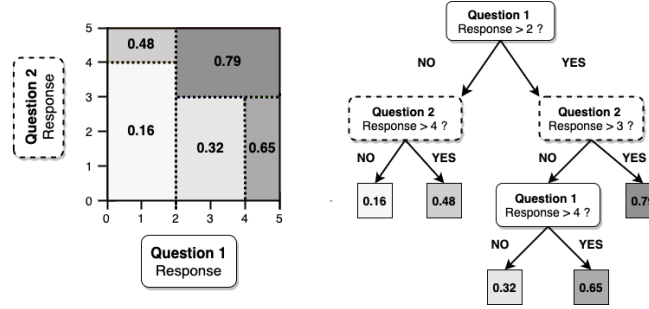 5
4
3
2
1
0
0 1 2 3 4 5
0.48
0.79
0.16
0.32
0.65
Question 2
Response
Question 1
Response
Question 1
Response > 2 ?
NO
YES
Question 2
Response > 4 ?
Question 2
Response > 3 ?
NO
YES
NO
YES
0.16
0.48
Question 1
Response > 4 ?
0.79
NO
YES
0.32
0.65